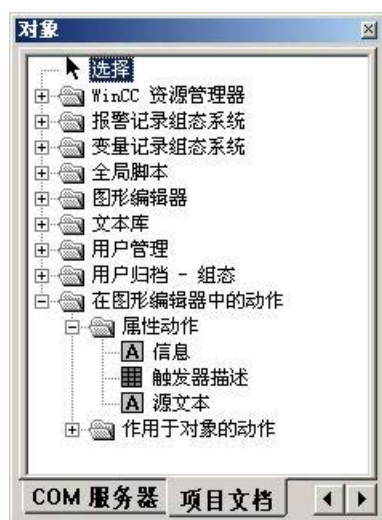 对象
选择
WinCC 资源管理器
报警记录组态系统
变量记录组态系统
全局脚本
图形编辑器
文本库
用户管理
用户归档 - 组态
在图形编辑器中的动作
属性动作
A 信息
触发器描述
A 源文本
作用于对象的动作
COM 服务器 项目文档